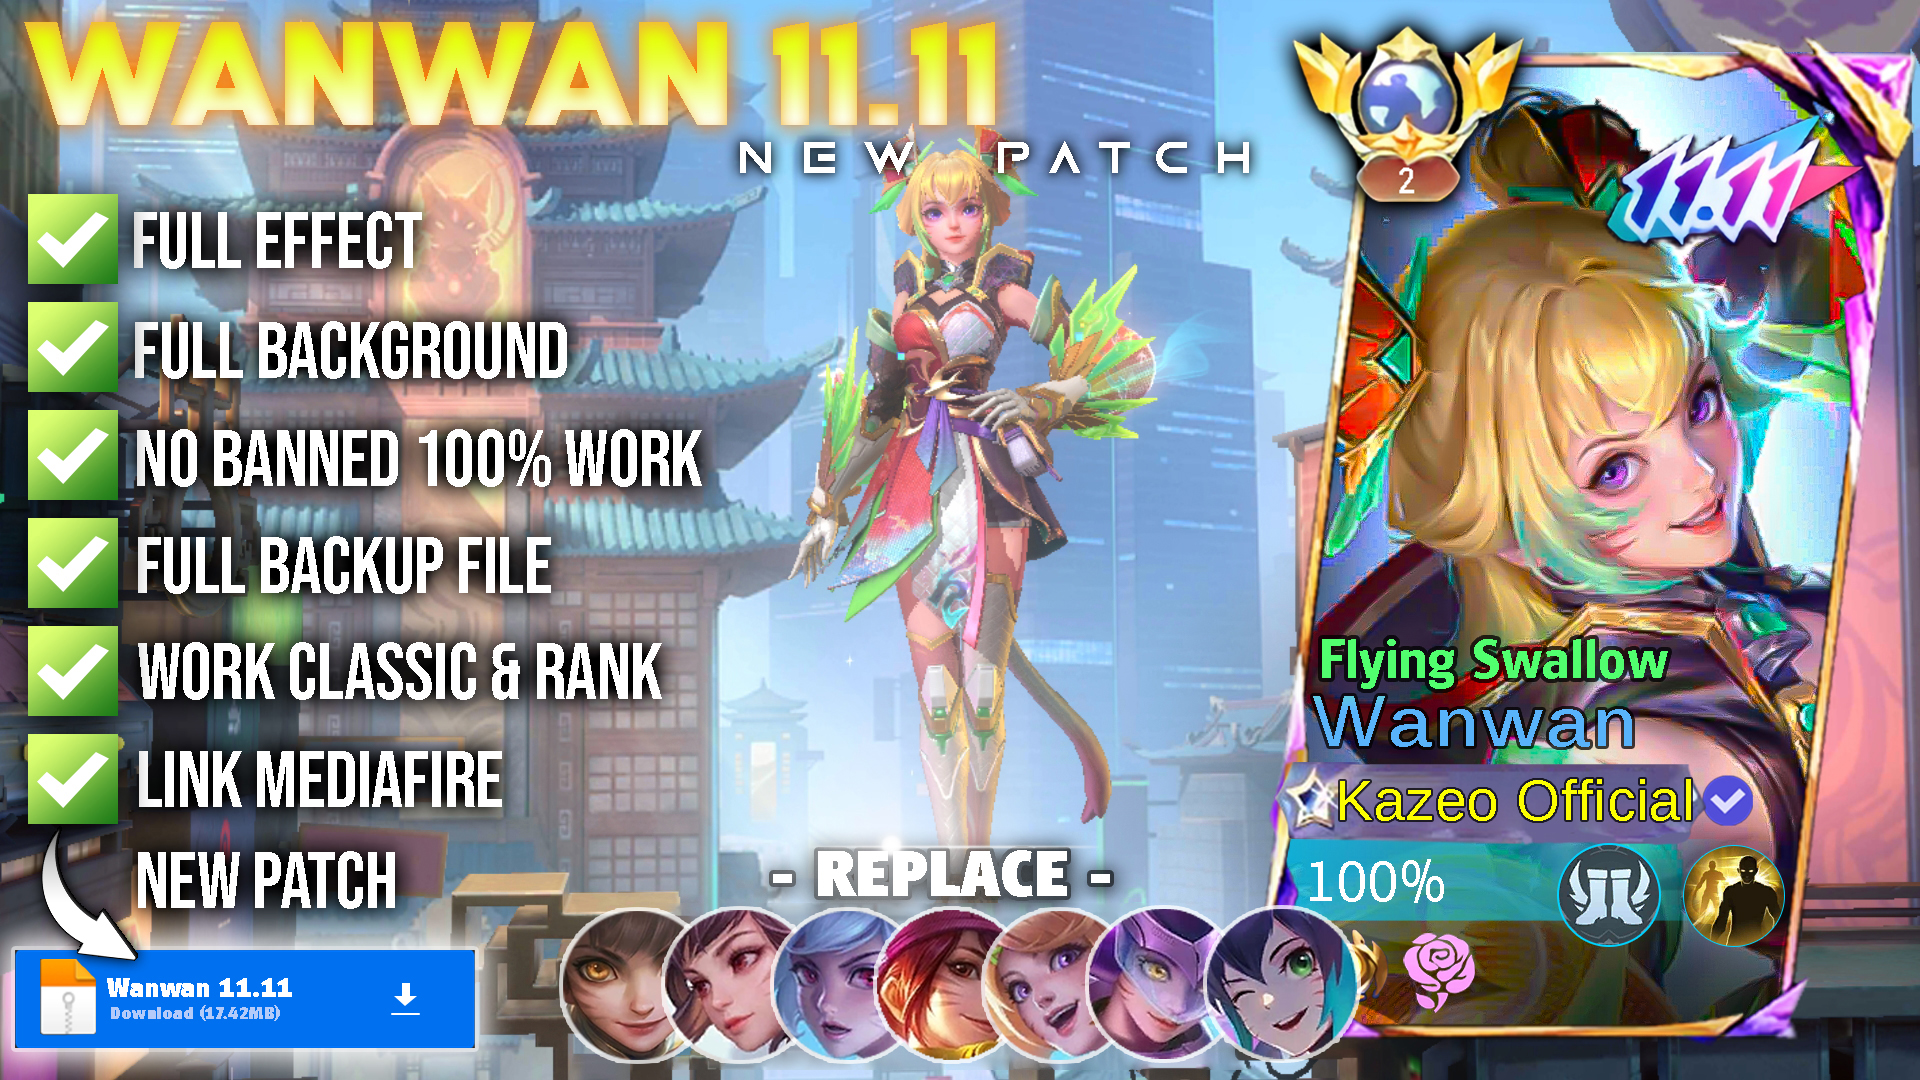 WANWAN 11.11
NEW PATCH
FULL EFFECT
FULL BACKGROUND
NO BANNED 100% WORK
FULL BACKUP FILE
WORK CLASSIC & RANK
LINK MEDIAFIRE
NEW PATCH
Wanwan 11.11
Download (17.42MB)
- REPLACE -
2
11.11
Flying Swallow
Wanwan
Kazeo Official
100%